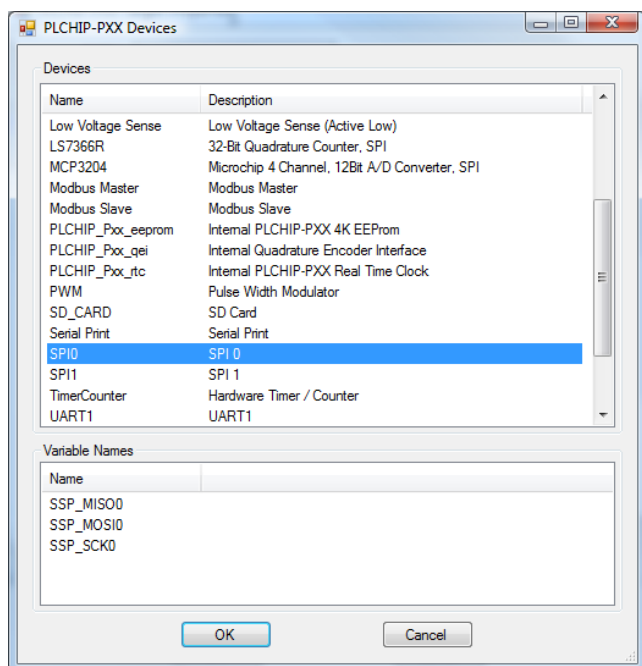 PLCHIP-PXX Devices
Devices
Name Description
Low Voltage Sense Low Voltage Sense (Active Low)
LS7366R 32-Bit Quadrature Counter, SPI
MCP3204 Microchip 4 Channel, 12Bit A/D Converter, SPI
Modbus Master Modbus Master
Modbus Slave Modbus Slave
PLCHIP_Pxx_eeprom Internal PLCHIP-PXX 4K EEProm
PLCHIP_Pxx_qei Internal Quadrature Encoder Interface
PLCHIP_Pxx_rtc Internal PLCHIP-PXX Real Time Clock
PWM Pulse Width Modulator
SD_CARD SD Card
Serial Print Serial Print
SPI0 SPI 0
SPI1 SPI 1
TimerCounter Hardware Timer / Counter
UART1 UART1
Variable Names
Name
SSP_MISO0
SSP_MOSI0
SSP_SCK0
OK Cancel